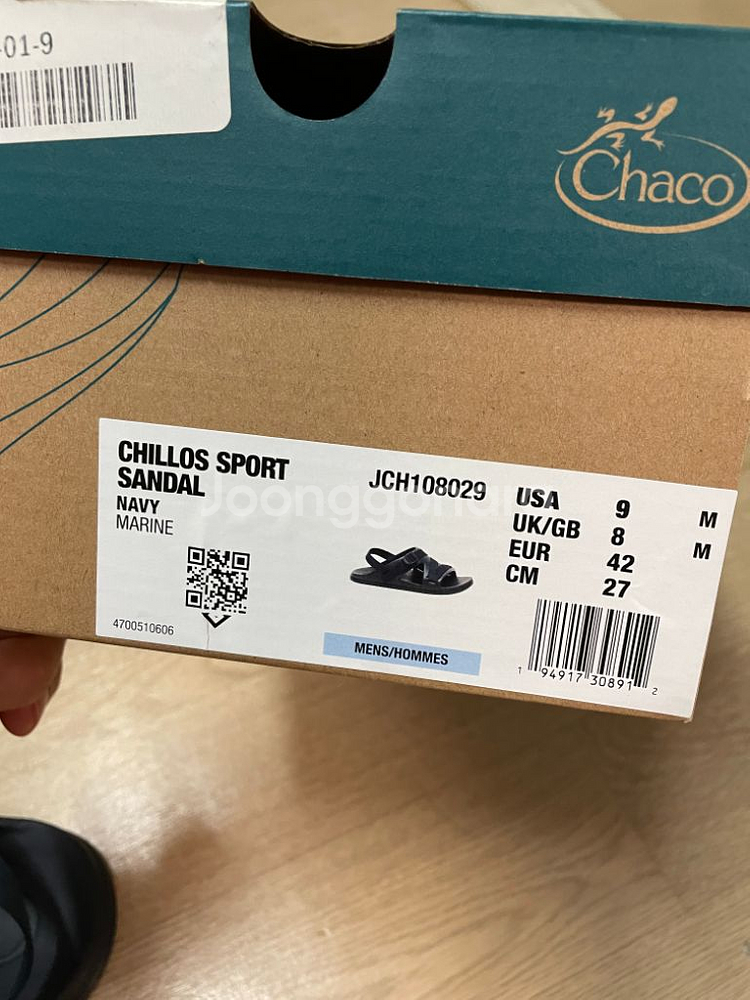 -01-9
Chaco
CHILLOS SPORT
SANDAL
NAVY
MARINE
JCH108029
USA 9 M
UK/GB 8 M
EUR 42
CM 27
4700510606
MENS/HOMMES
1 94917 30891 2
Joonggonara